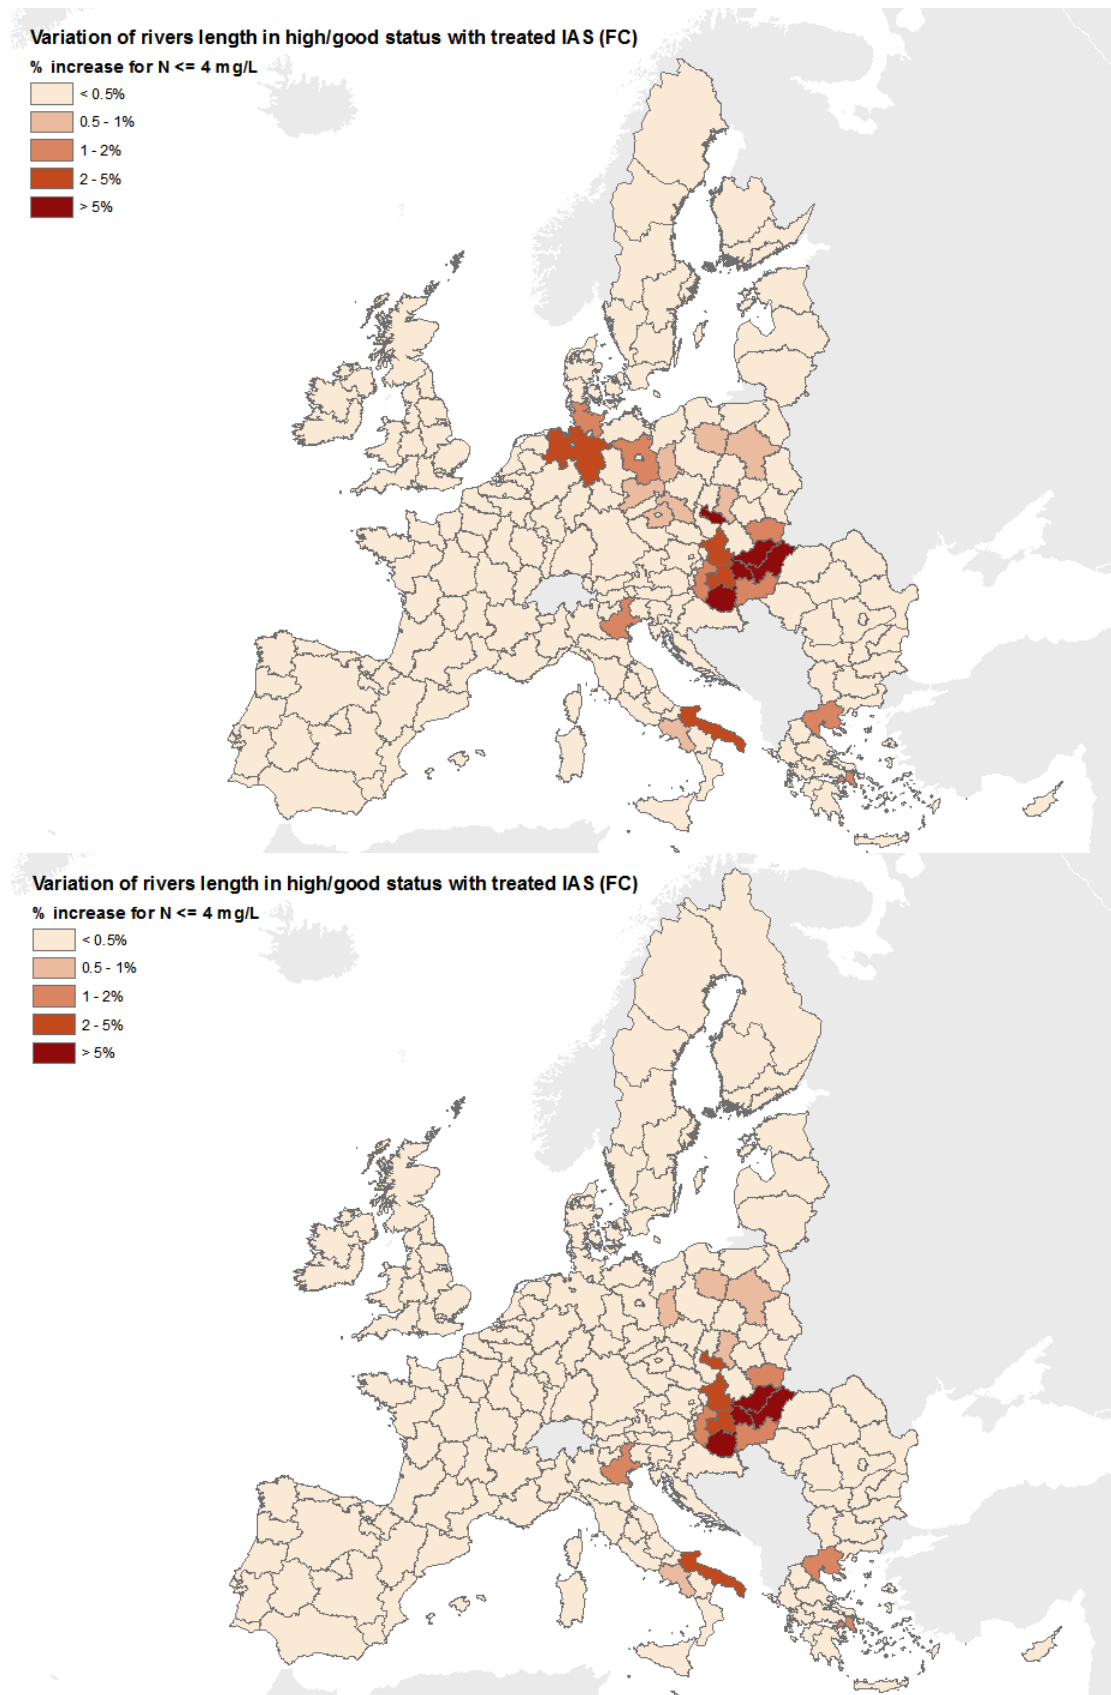 Variation of rivers length in high/good status with treated IAS (FC)
% increase for N <= 4 mg/L
< 0.5%
0.5 - 1%
1 - 2%
2 - 5%
> 5%
Variation of rivers length in high/good status with treated IAS (FC)
% increase for N <= 4 mg/L
< 0.5%
0.5 - 1%
1 - 2%
2 - 5%
> 5%